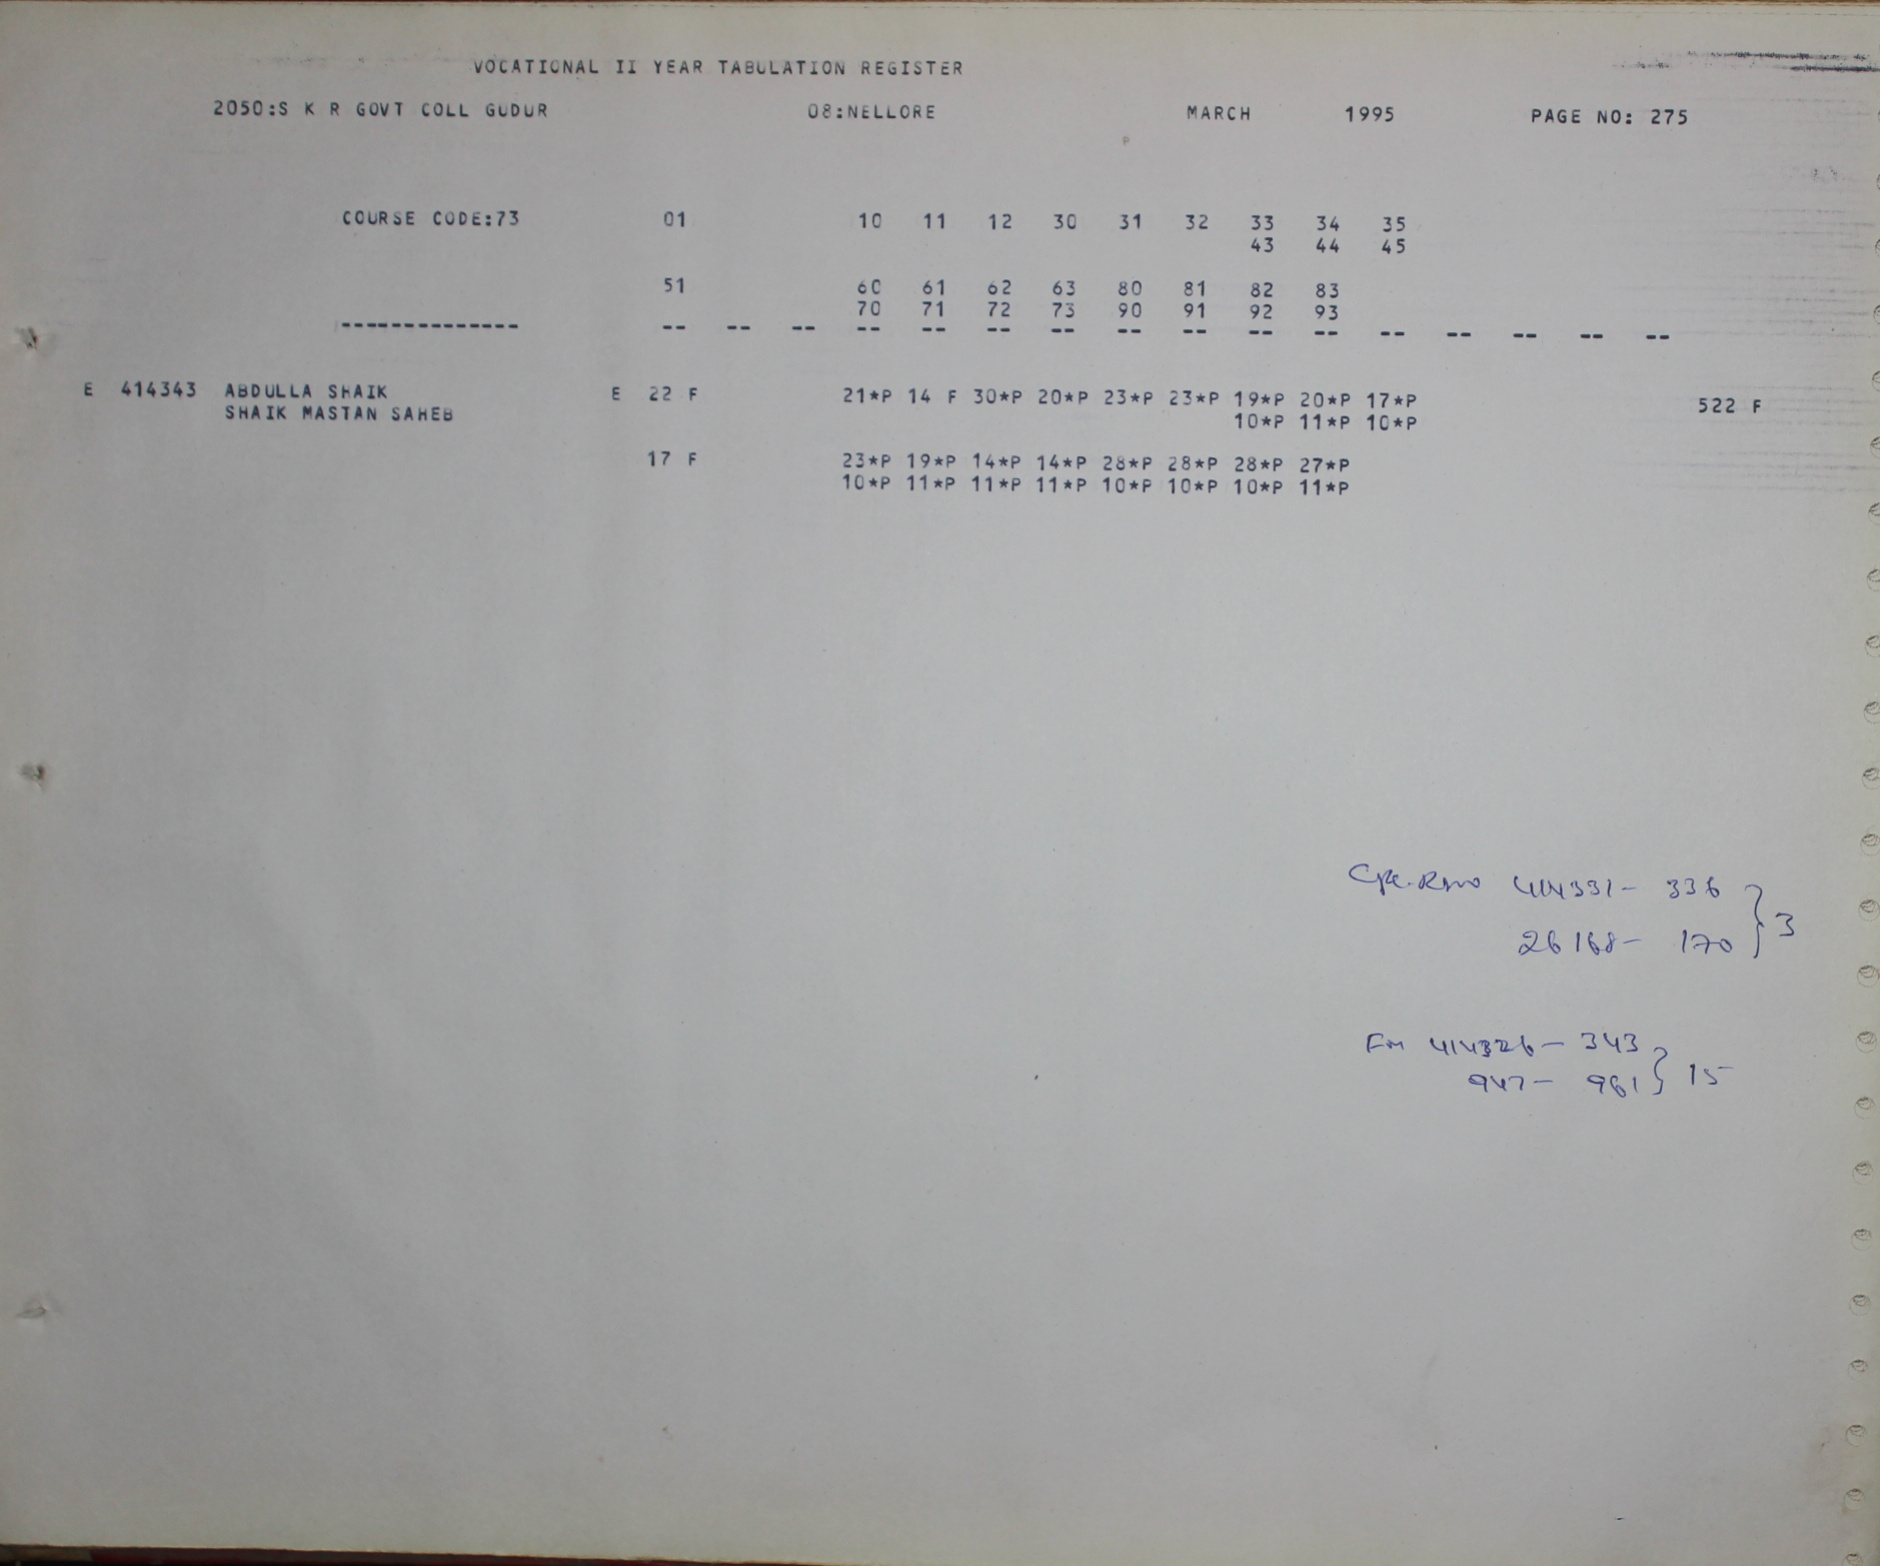 VOCATIONAL II YEAR TABULATION REGISTER
2050:S K R GOVT COLL GUDUR 08:NELLORE MARCH 1995 PAGE NO: 275
COURSE CODE:73 01 10 11 12 30 31 32 33 34 35
43 44 45
51 60 61 62 63 80 81 82 83
70 71 72 73 90 91 92 93
-------------- -- -- -- -- -- -- -- -- -- -- -- -- -- -- -- --
E 414343 ABDULLA SHAIK E 22 F 21*P 14 F 30*P 20*P 23*P 23*P 19*P 20*P 17*P 522 F
SHAIK MASTAN SAHEB 10*P 11*P 10*P
17 F 23*P 19*P 14*P 14*P 28*P 28*P 28*P 27*P
10*P 11*P 11*P 11*P 10*P 10*P 10*P 11*P
414331- 336
26168- 170 } 3
414326- 343
947- 961 } 15